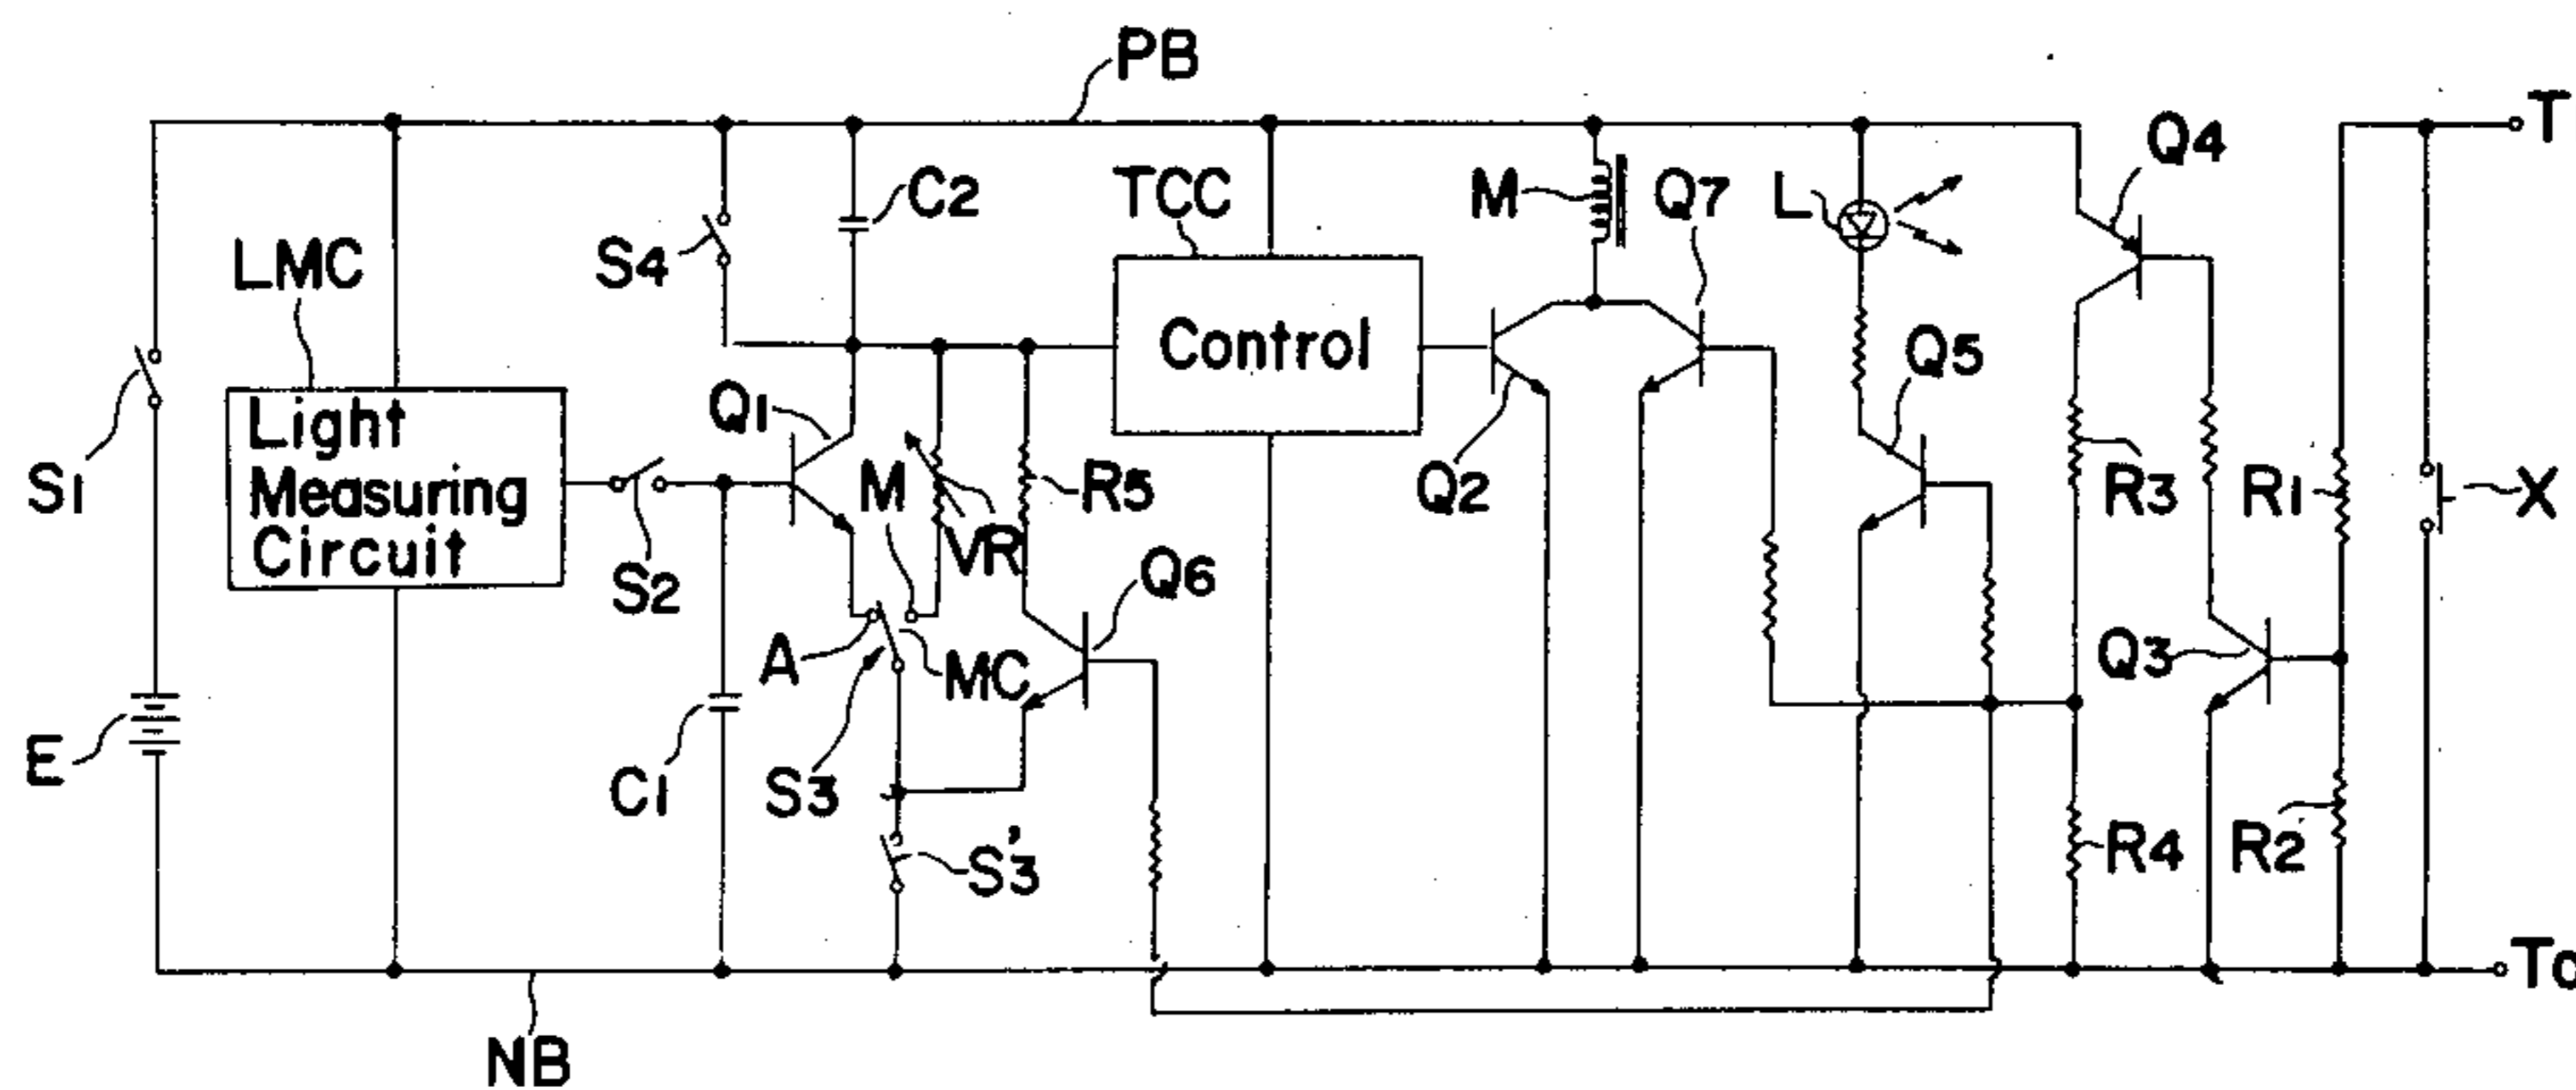 PB
T
Q4
C2
TCC
M
Q7
L
S4
LMC
Control
Q5
Light
Measuring
Circuit
Q1
M
R5
Q2
R3
R1
X
S1
S2
VR
Q6
A
MC
Q3
E
C1
S3
S'3
R4
R2
To
NB